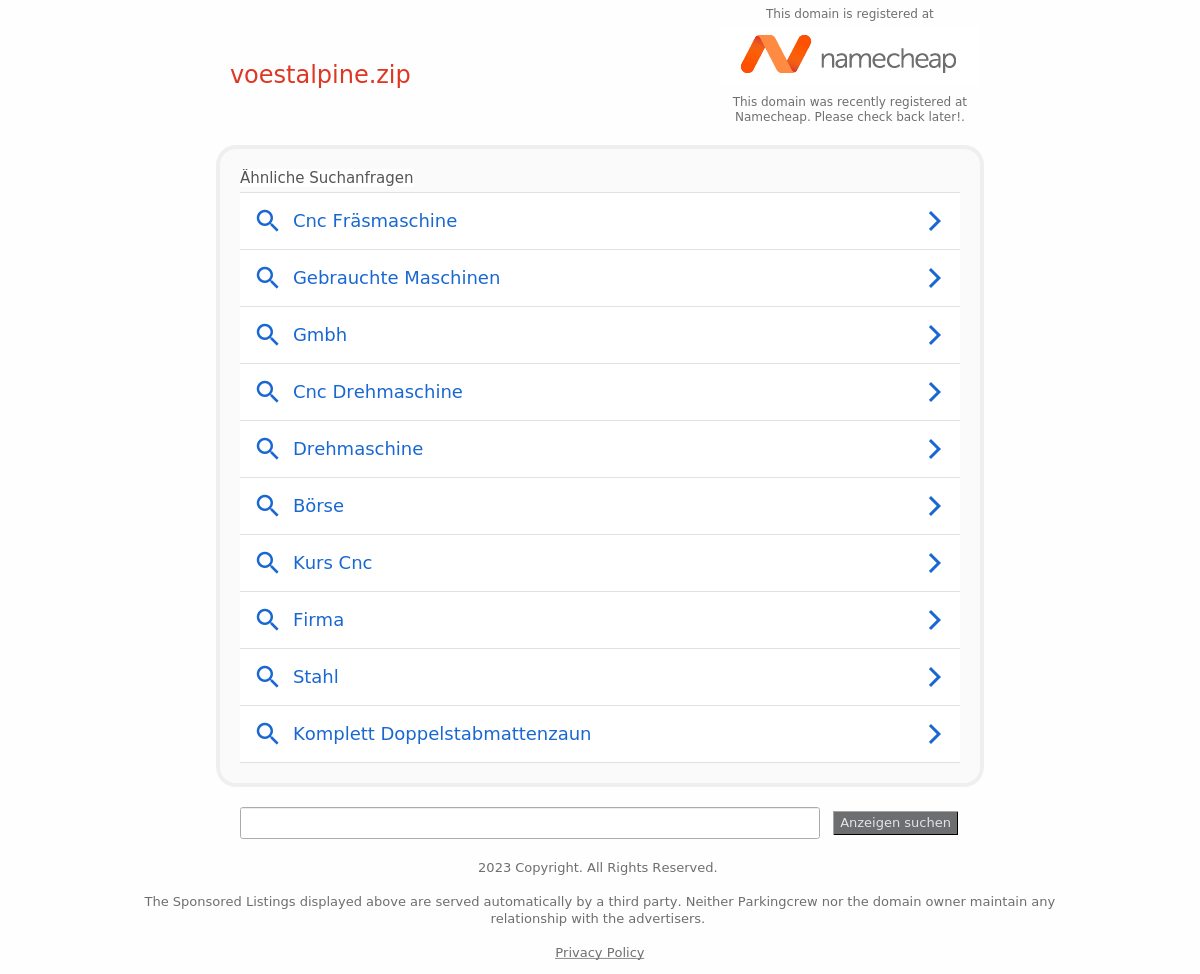 This domain is registered at
namecheap
voestalpine.zip
This domain was recently registered at
Namecheap. Please check back later!.
Ähnliche Suchanfragen
Cnc Fräsmaschine
Gebrauchte Maschinen
Gmbh
Cnc Drehmaschine
Drehmaschine
Börse
Kurs Cnc
Firma
Stahl
Komplett Doppelstabmattenzaun
Anzeigen suchen
2023 Copyright. All Rights Reserved.
The Sponsored Listings displayed above are served automatically by a third party. Neither Parkingcrew nor the domain owner maintain any
relationship with the advertisers.
Privacy Policy